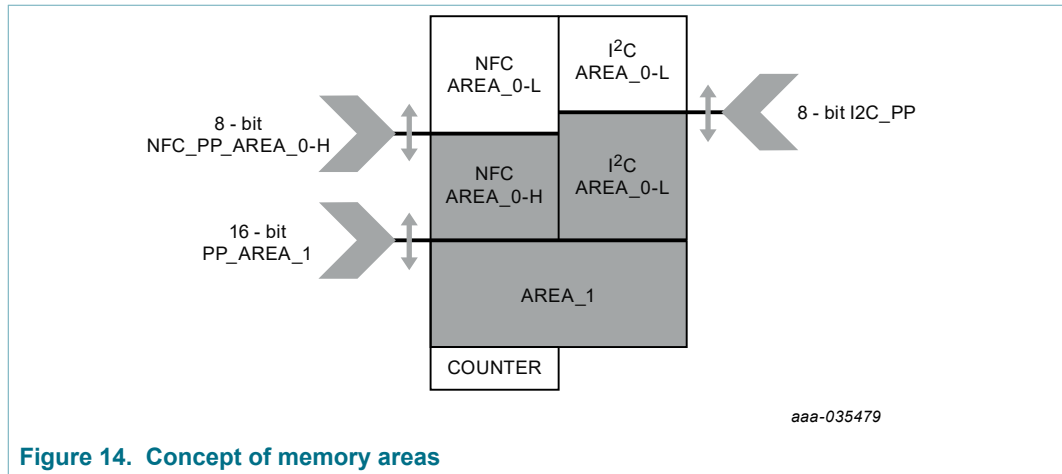 NFC
AREA_0-L
I2C
AREA_0-L
8 - bit
NFC_PP_AREA_0-H
8 - bit I2C_PP
NFC
AREA_0-H
I2C
AREA_0-L
16 - bit
PP_AREA_1
AREA_1
COUNTER
aaa-035479
Figure 14. Concept of memory areas